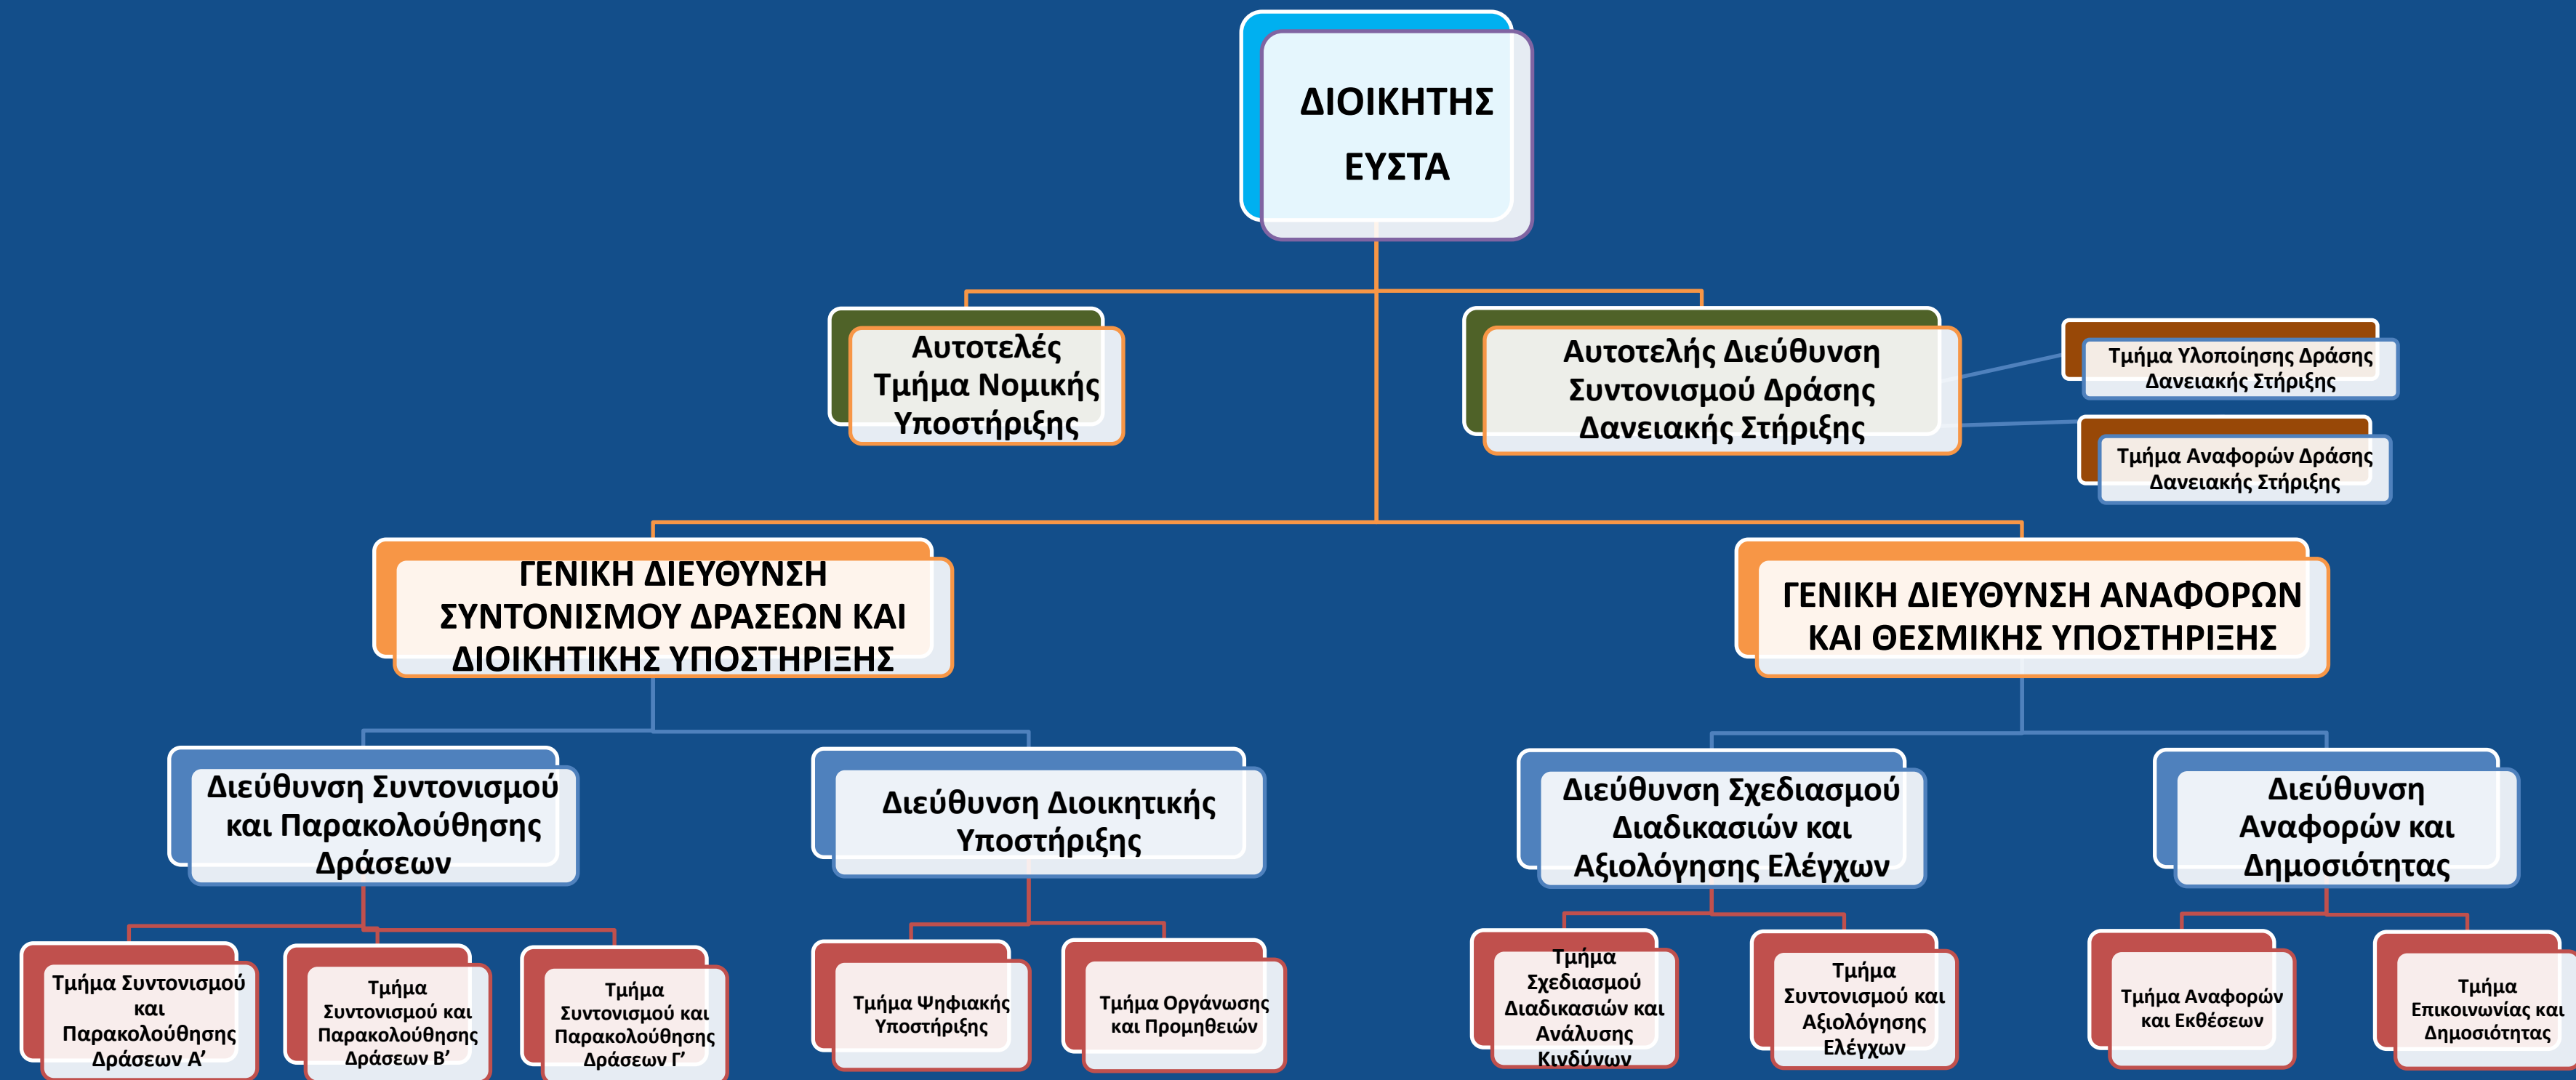 ΔΙΟΙΚΗΤΗΣ
ΕΥΣΤΑ
Αυτοτελές
Τμήμα Νομικής
Υποστήριξης
Αυτοτελής Διεύθυνση
Συντονισμού Δράσης
Δανειακής Στήριξης
Τμήμα Υλοποίησης Δράσης
Δανειακής Στήριξης
Τμήμα Αναφορών Δράσης
Δανειακής Στήριξης
ΓΕΝΙΚΗ ΔΙΕΥΘΥΝΣΗ
ΣΥΝΤΟΝΙΣΜΟΥ ΔΡΑΣΕΩΝ ΚΑΙ
ΔΙΟΙΚΗΤΙΚΗΣ ΥΠΟΣΤΗΡΙΞΗΣ
ΓΕΝΙΚΗ ΔΙΕΥΘΥΝΣΗ ΑΝΑΦΟΡΩΝ
ΚΑΙ ΘΕΣΜΙΚΗΣ ΥΠΟΣΤΗΡΙΞΗΣ
Διεύθυνση Συντονισμού
και Παρακολούθησης
Δράσεων
Διεύθυνση Διοικητικής
Υποστήριξης
Διεύθυνση Σχεδιασμού
Διαδικασιών και
Αξιολόγησης Ελέγχων
Διεύθυνση
Αναφορών και
Δημοσιότητας
Τμήμα Συντονισμού
και
Παρακολούθησης
Δράσεων Α’
Τμήμα
Συντονισμού και
Παρακολούθησης
Δράσεων Β’
Τμήμα
Συντονισμού και
Παρακολούθησης
Δράσεων Γ’
Τμήμα Ψηφιακής
Υποστήριξης
Τμήμα Οργάνωσης
και Προμηθειών
Τμήμα
Σχεδιασμού
Διαδικασιών και
Ανάλυσης
Κινδύνων
Τμήμα
Συντονισμού και
Αξιολόγησης
Ελέγχων
Τμήμα Αναφορών
και Εκθέσεων
Τμήμα
Επικοινωνίας και
Δημοσιότητας